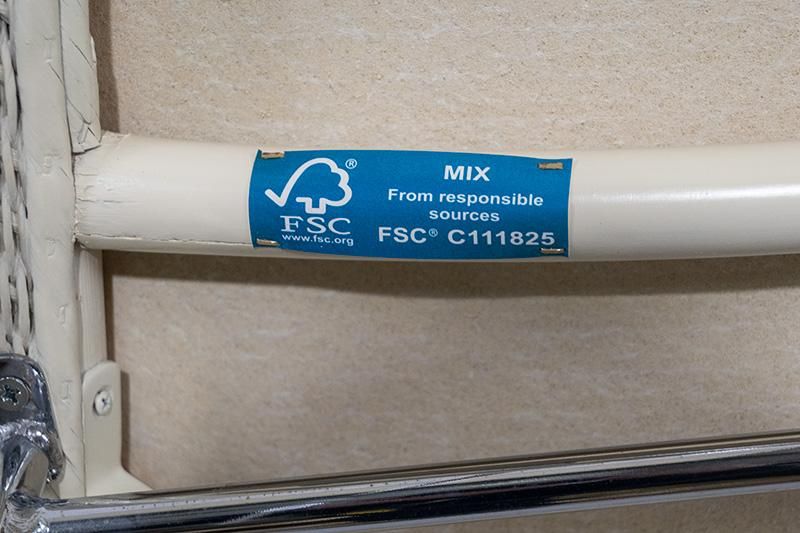 ®
FSC
www.fsc.org
MIX
From responsible
sources
FSC® C111825